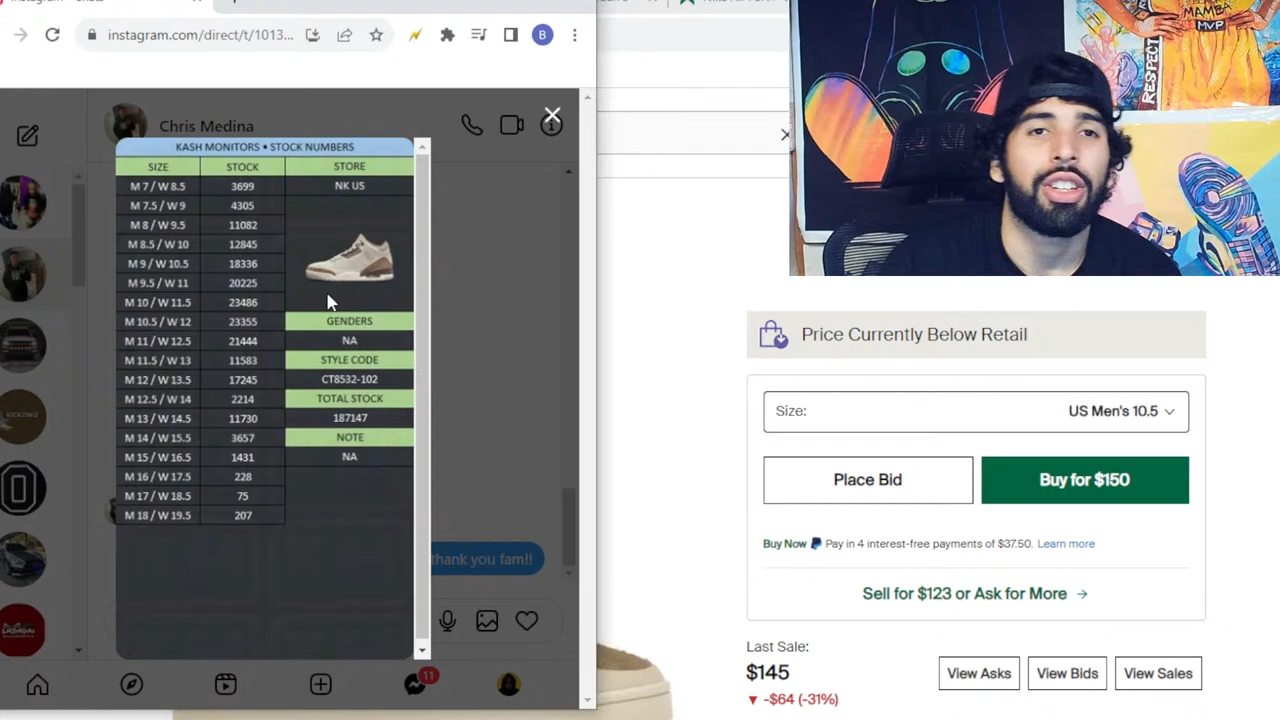 instagram.com/direct/t/1013...
B
Chris Medina
KASH MONITORS • STOCK NUMBERS
SIZE STOCK STORE
M 7 / W 8.5 3699 NK US
M 7.5 / W 9 4305
M 8 / W 9.5 11082
M 8.5 / W 10 12845
M 9 / W 10.5 18336
M 9.5 / W 11 20225
M 10 / W 11.5 23486
M 10.5 / W 12 23355 GENDERS
M 11 / W 12.5 21444 NA
M 11.5 / W 13 11583 STYLE CODE
M 12 / W 13.5 17245 CT8532-102
M 12.5 / W 14 2214 TOTAL STOCK
M 13 / W 14.5 11730 187147
M 14 / W 15.5 3657 NOTE
M 15 / W 16.5 1431 NA
M 16 / W 17.5 228
M 17 / W 18.5 75
M 18 / W 19.5 207
thank you fam!!
11
RESPECT
MAMBA
MVP
Price Currently Below Retail
Size: US Men's 10.5
Place Bid
Buy for $150
Buy Now Pay in 4 interest-free payments of $37.50. Learn more
Sell for $123 or Ask for More →
Last Sale:
$145
▼ -$64 (-31%)
View Asks
View Bids
View Sales